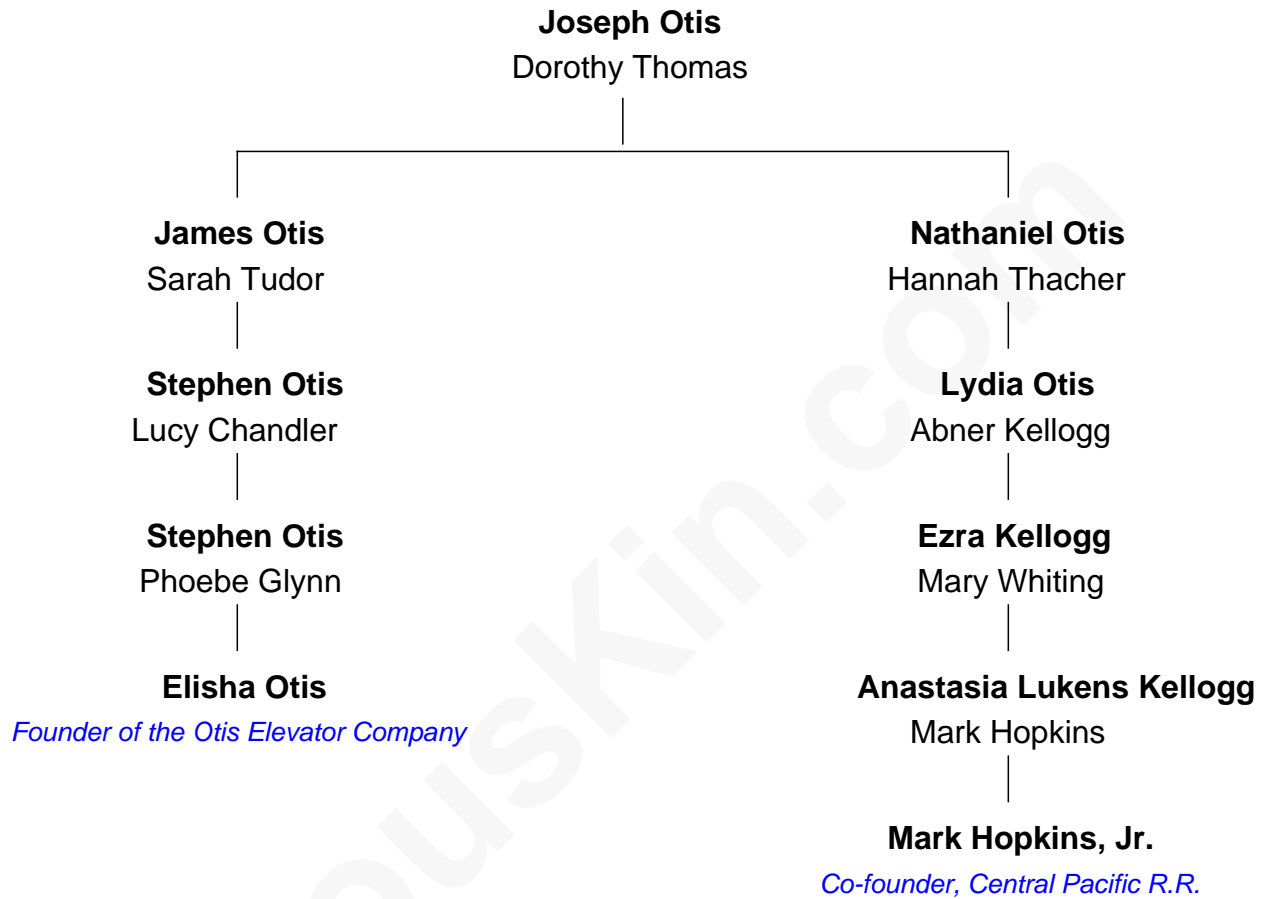 Joseph Otis
Dorothy Thomas
James Otis
Sarah Tudor
Nathaniel Otis
Hannah Thacher
Stephen Otis
Lucy Chandler
Lydia Otis
Abner Kellogg
Stephen Otis
Phoebe Glynn
Ezra Kellogg
Mary Whiting
Elisha Otis
Founder of the Otis Elevator Company
Anastasia Lukens Kellogg
Mark Hopkins
Mark Hopkins, Jr.
Co-founder, Central Pacific R.R.
ousKin.com